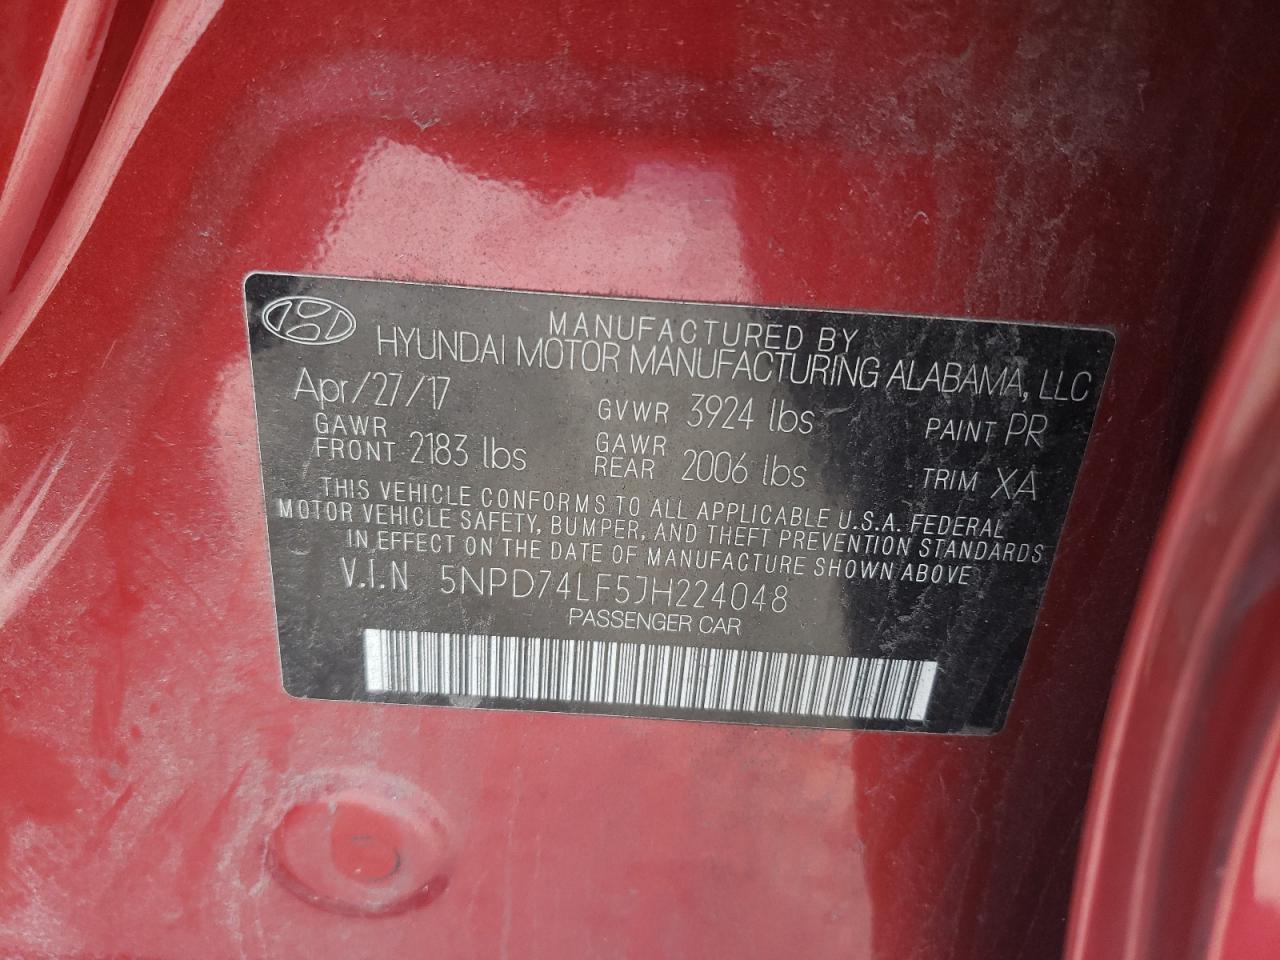 MANUFACTURED BY
HYUNDAI MOTOR MANUFACTURING ALABAMA, LLC
Apr/27/17 GVWR 3924 lbs PAINT PR
GAWR FRONT 2183 lbs GAWR REAR 2006 lbs TRIM XA
THIS VEHICLE CONFORMS TO ALL APPLICABLE U.S.A. FEDERAL
MOTOR VEHICLE SAFETY, BUMPER, AND THEFT PREVENTION STANDARDS
IN EFFECT ON THE DATE OF MANUFACTURE SHOWN ABOVE
V.I.N 5NPD74LF5JH224048
PASSENGER CAR